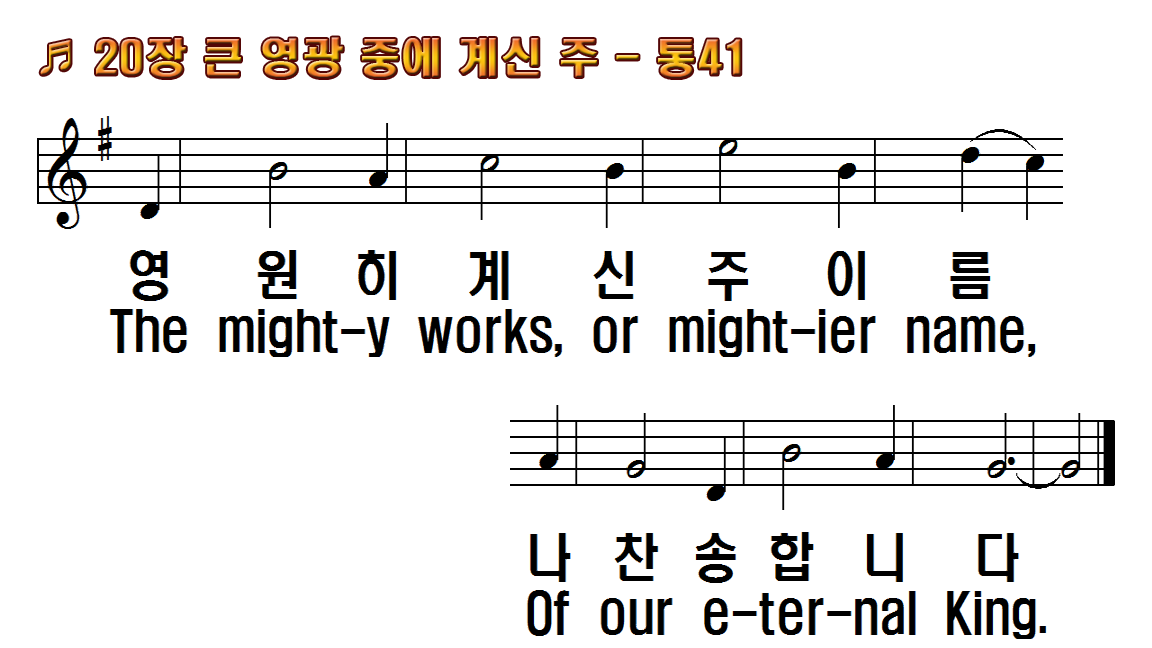 ♬ 20장 큰 영광 중에 계신 주 - 통41
영 원 히 계 신 주 이 름
The might-y works, or might-ier name,
나 찬 송 합 니 다
Of our e-ter-nal King.